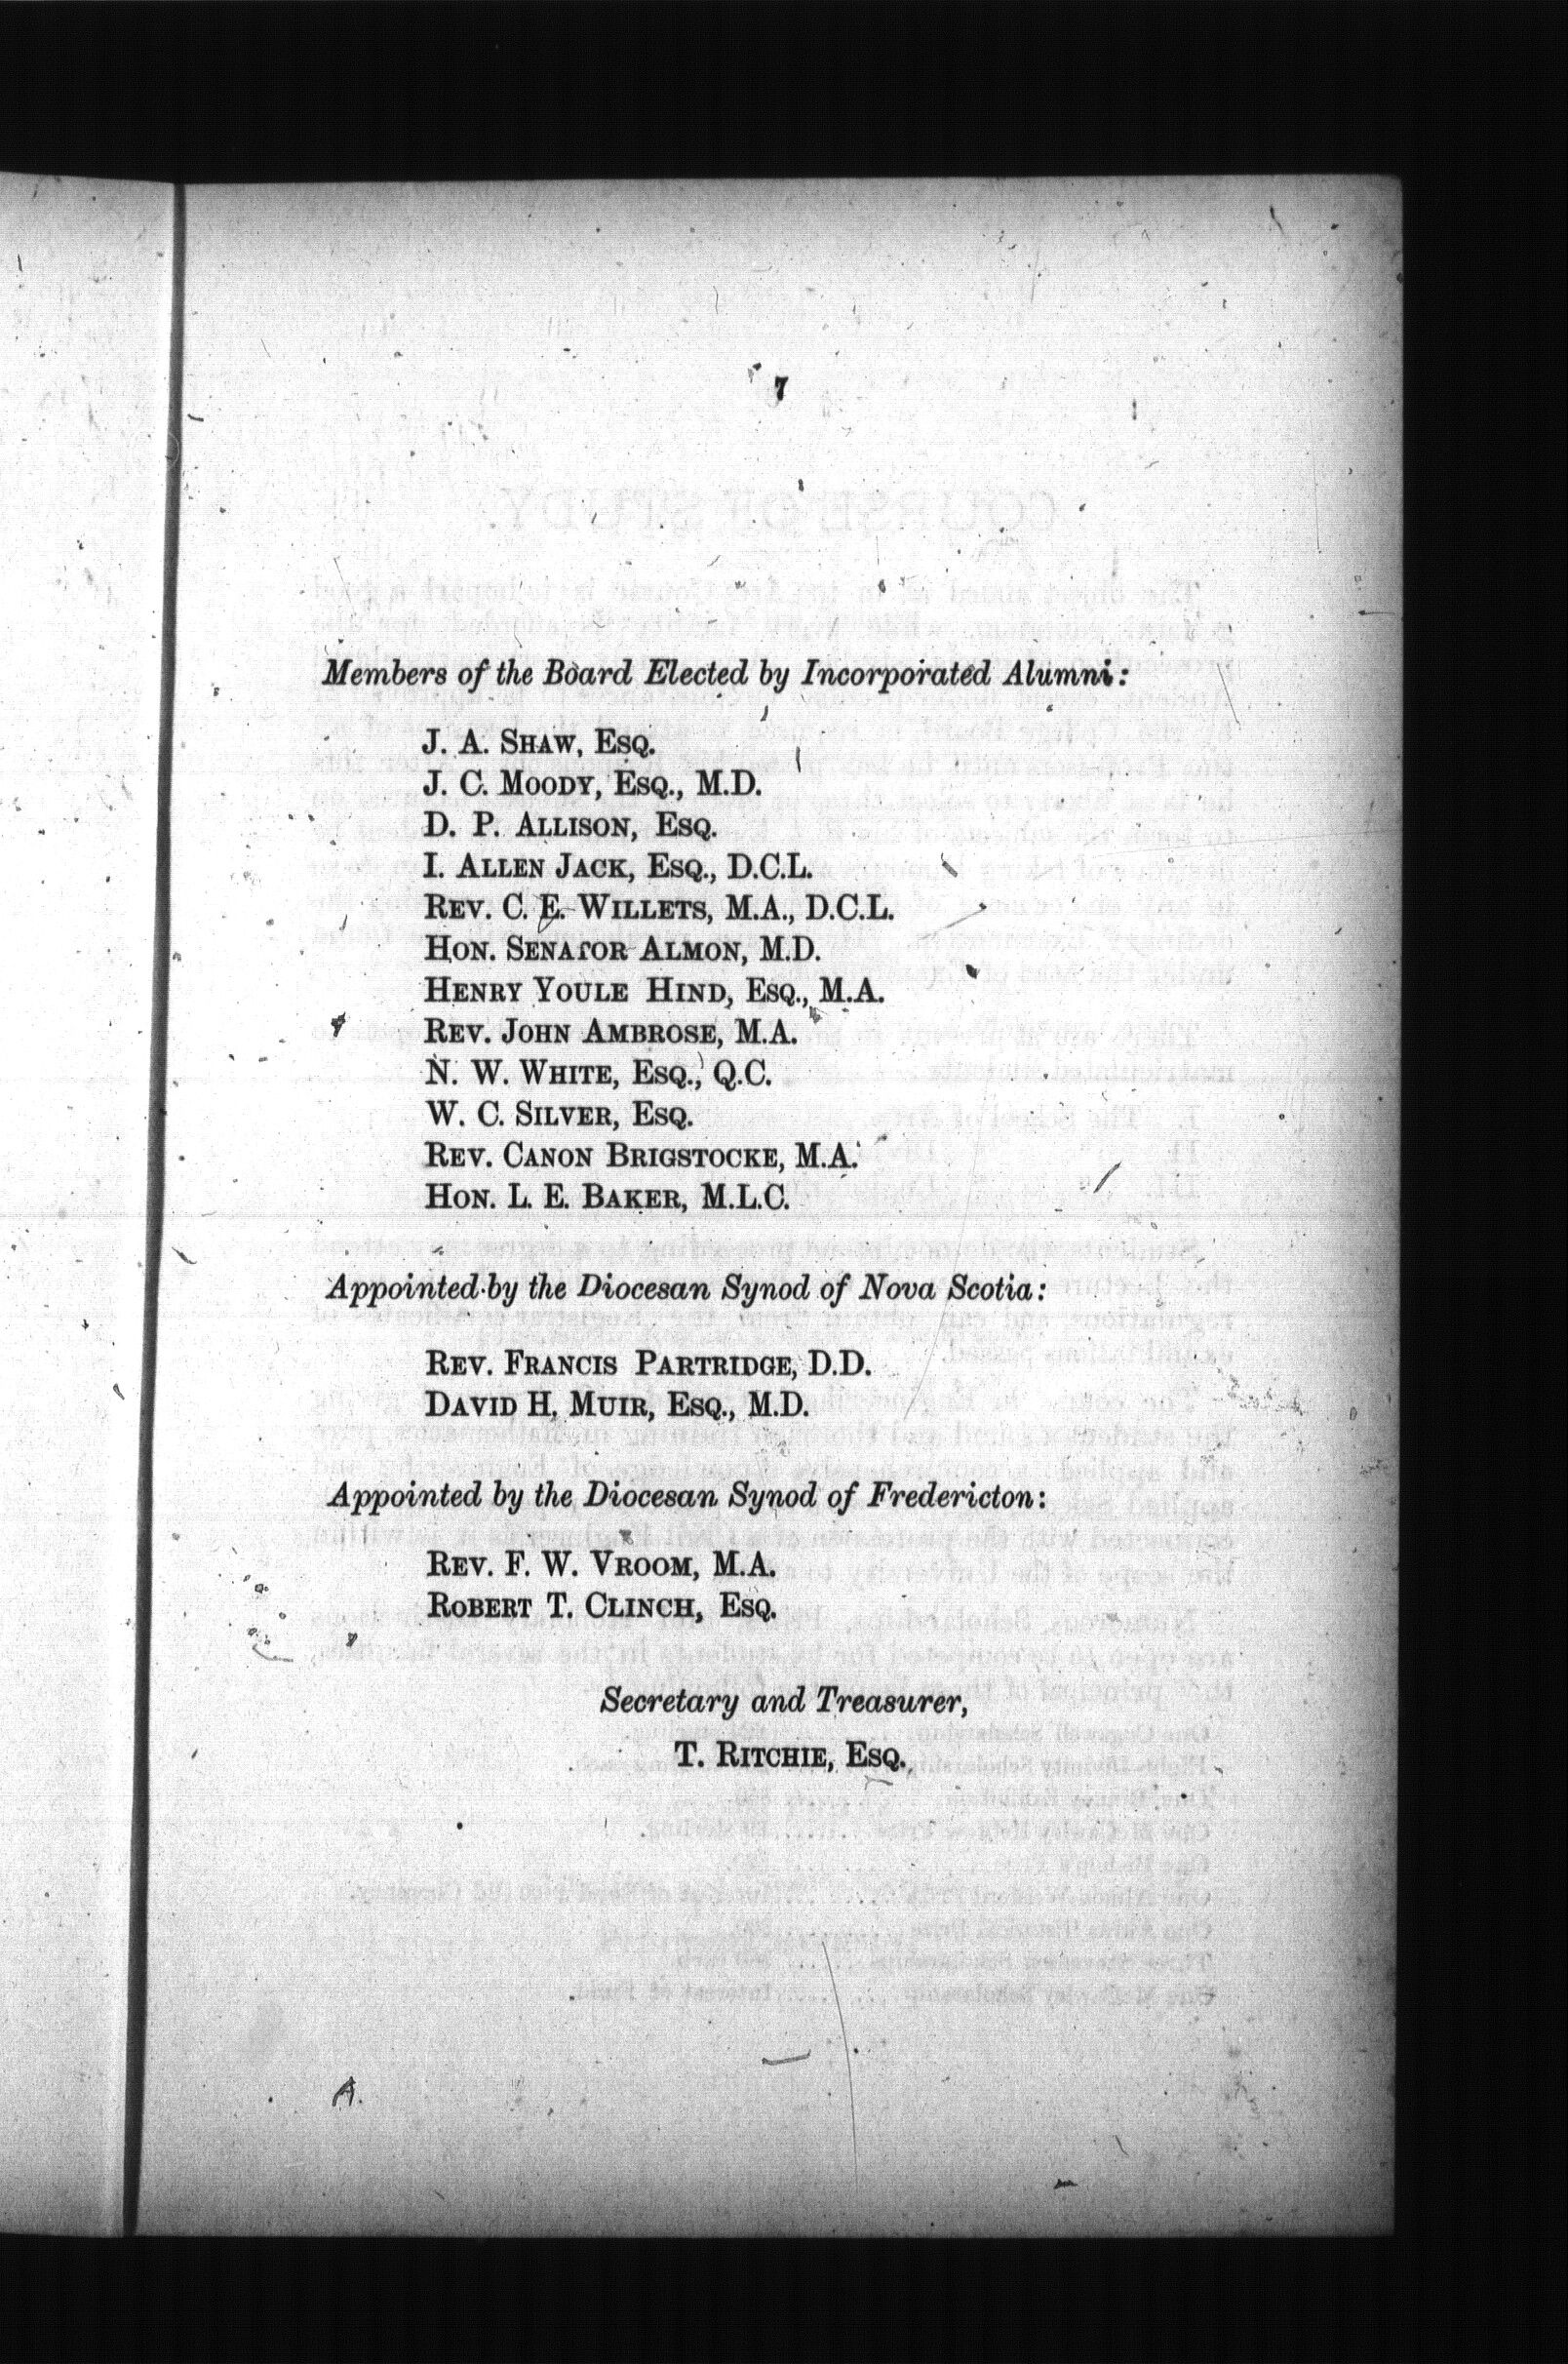 7
Members of the Board Elected by Incorporated Alumni:
J. A. SHAW, ESQ.
J. C. MOODY, ESQ., M.D.
D. P. ALLISON, ESQ.
I. ALLEN JACK, ESQ., D.C.L.
REV. C. E. WILLETS, M.A., D.C.L.
HON. SENATOR ALMON, M.D.
HENRY YOULE HIND, ESQ., M.A.
REV. JOHN AMBROSE, M.A.
N. W. WHITE, ESQ., Q.C.
W. C. SILVER, ESQ.
REV. CANON BRIGSTOCKE, M.A.
HON. L. E. BAKER, M.L.C.
Appointed by the Diocesan Synod of Nova Scotia:
REV. FRANCIS PARTRIDGE, D.D.
DAVID H. MUIR, ESQ., M.D.
Appointed by the Diocesan Synod of Fredericton:
REV. F. W. VROOM, M.A.
ROBERT T. CLINCH, ESQ.
Secretary and Treasurer,
T. RITCHIE, ESQ.